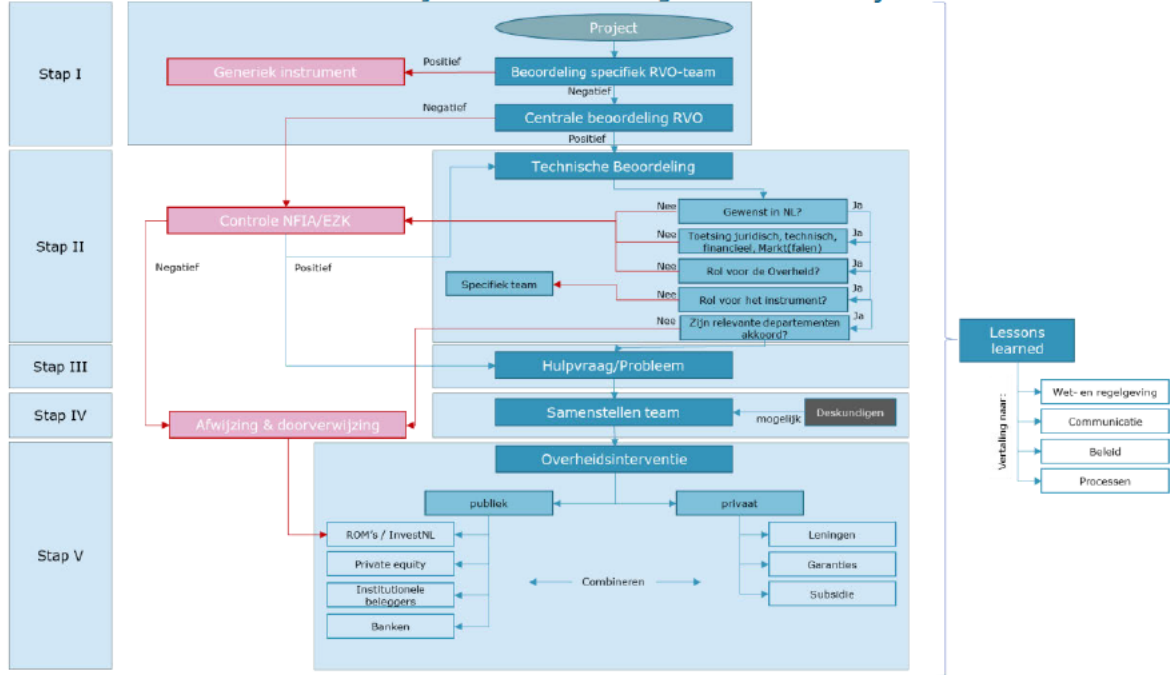 Project
Stap I
Generiek instrument
Positief
Beoordeling specifiek RVO-team
Negatief
Negatief
Centrale beoordeling RVO
Positief
Stap II
Technische Beoordeling
Controle NFIA/EZK
Nee
Gewenst in NL?
Ja
Nee
Toetsing juridisch, technisch,
financieel, Markt(falen)
Ja
Negatief
Positief
Nee
Rol voor de Overheid?
Ja
Specifiek team
Nee
Rol voor het instrument?
Ja
Nee
Zijn relevante departementen
akkoord?
Ja
Stap III
Hulpvraag/Probleem
Stap IV
Afwijzing & doorverwijzing
Samenstellen team
mogelijk
Deskundigen
Stap V
Overheidsinterventie
publiek
privaat
ROM's / InvestNL
Private equity
Institutionele
beleggers
Banken
Combineren
Leningen
Garanties
Subsidie
Lessons
learned
Vertaling naar:
Wet- en regelgeving
Communicatie
Beleid
Processen